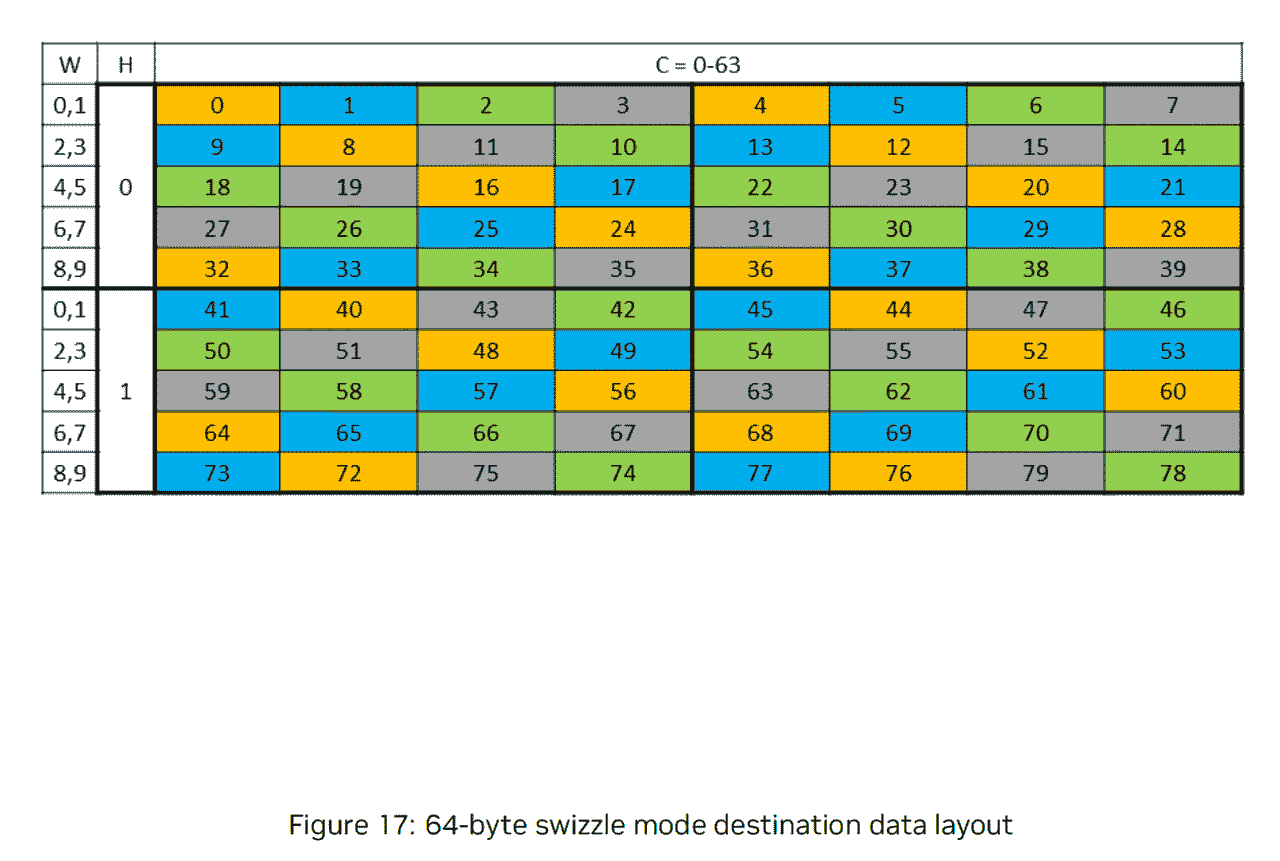 W H C = 0-63
0,1 0 1 2 3 4 5 6 7
2,3 9 8 11 10 13 12 15 14
4,5 0 18 19 16 17 22 23 20 21
6,7 27 26 25 24 31 30 29 28
8,9 32 33 34 35 36 37 38 39
0,1 41 40 43 42 45 44 47 46
2,3 50 51 48 49 54 55 52 53
4,5 1 59 58 57 56 63 62 61 60
6,7 64 65 66 67 68 69 70 71
8,9 73 72 75 74 77 76 79 78
Figure 17: 64-byte swizzle mode destination data layout